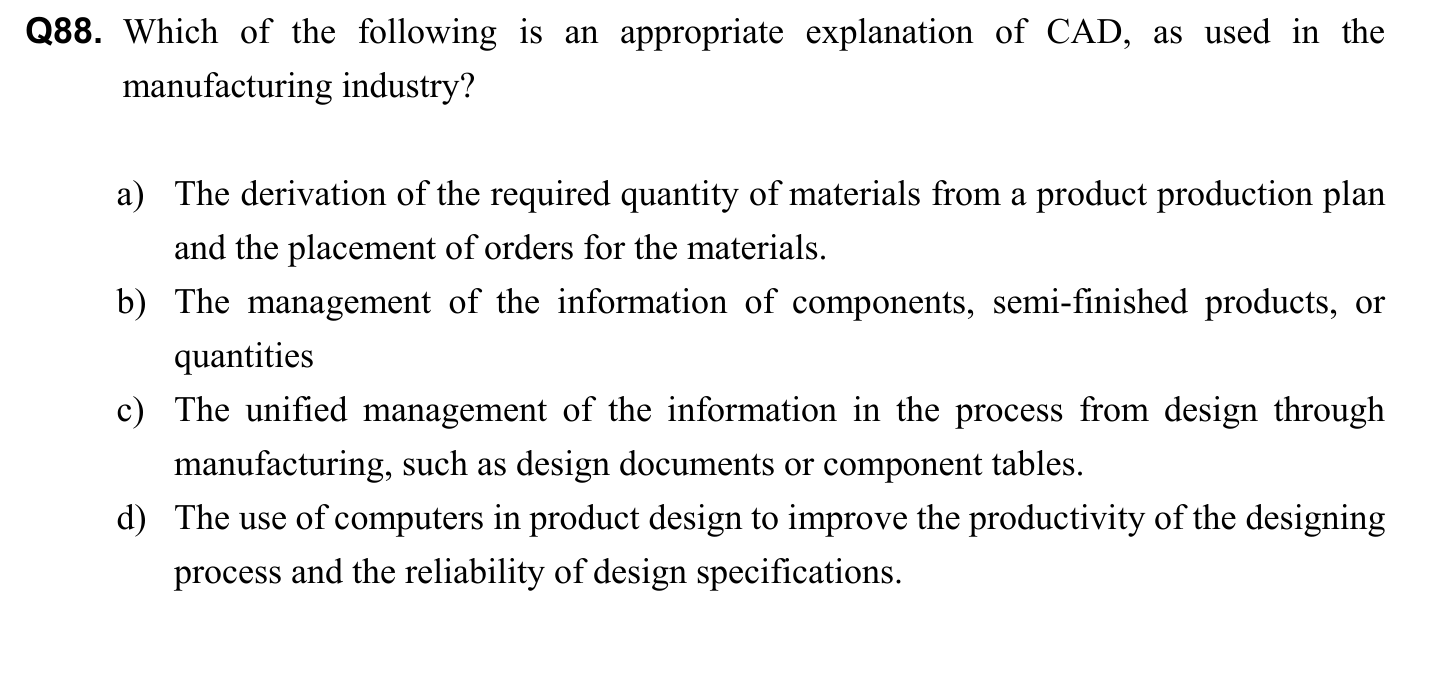 Q88. Which of the following is an appropriate explanation of CAD, as used in the
manufacturing industry?
a) The derivation of the required quantity of materials from a product production plan
and the placement of orders for the materials.
b) The management of the information of components, semi-finished products, or
quantities
c) The unified management of the information in the process from design through
manufacturing, such as design documents or component tables.
d) The use of computers in product design to improve the productivity of the designing
process and the reliability of design specifications.